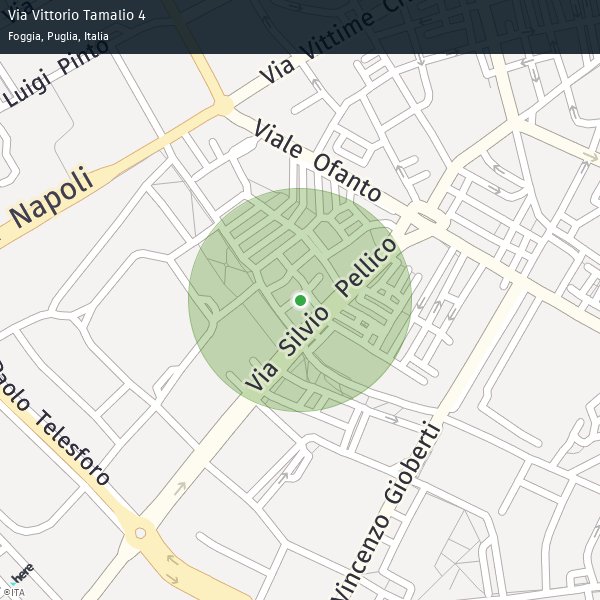 Via Vittorio Tamalio 4
Foggia, Puglia, Italia
Via
Via Vittime
Luigi Pinto
Viale Ofanto
Napoli
Via Silvio Pellico
Paolo Telesforo
Vincenzo Gioberti
here
©ITA